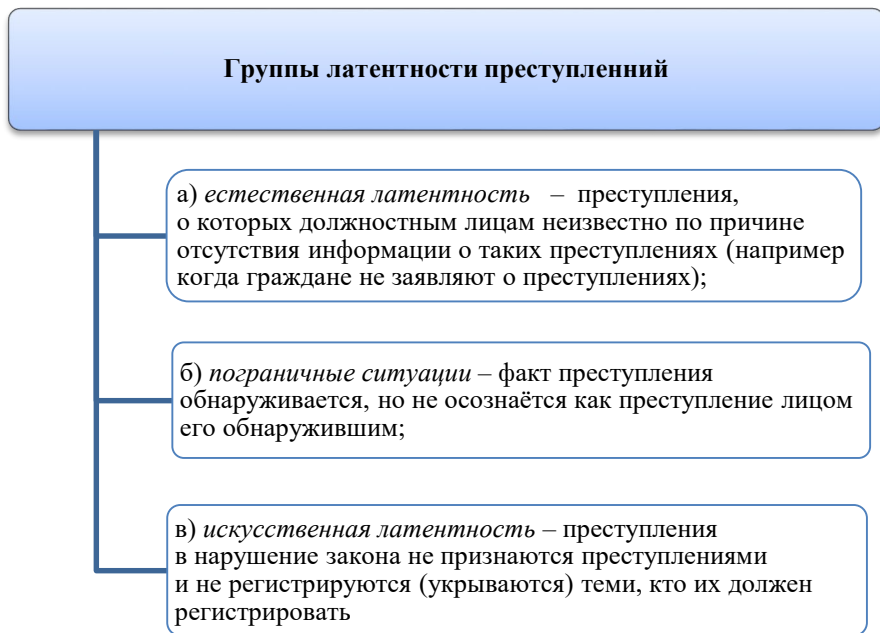 Группы латентности преступленний
а) естественная латентность – преступления,
о которых должностным лицам неизвестно по причине
отсутствия информации о таких преступлениях (например
когда граждане не заявляют о преступлениях);
б) пограничные ситуации – факт преступления
обнаруживается, но не осознаётся как преступление лицом
его обнаружившим;
в) искусственная латентность – преступления
в нарушение закона не признаются преступлениями
и не регистрируются (укрываются) теми, кто их должен
регистрировать